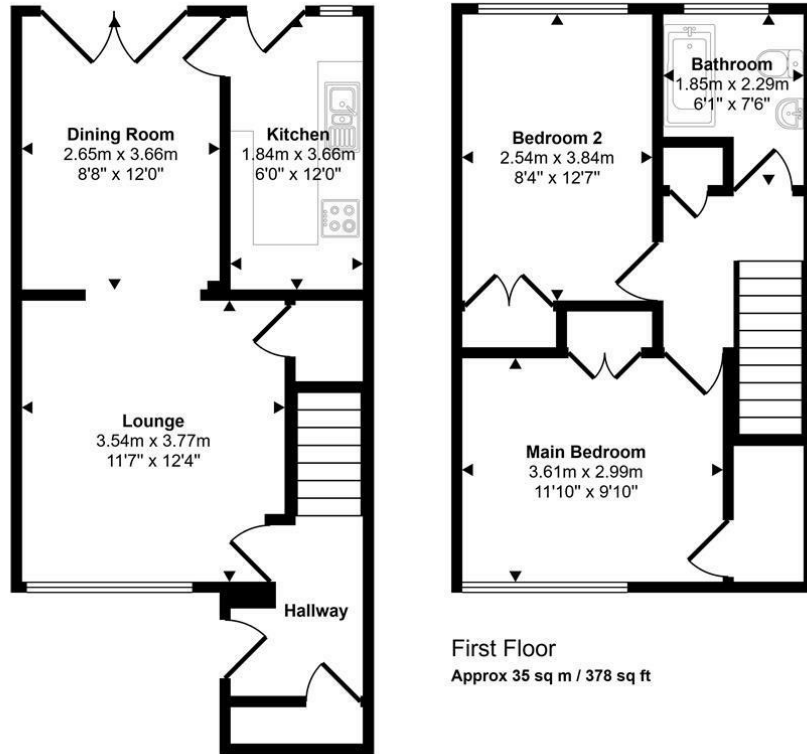 Dining Room
2.65m x 3.66m
8'8" x 12'0"
Kitchen
1.84m x 3.66m
6'0" x 12'0"
Lounge
3.54m x 3.77m
11'7" x 12'4"
Hallway
Bedroom 2
2.54m x 3.84m
8'4" x 12'7"
Bathroom
1.85m x 2.29m
6'1" x 7'6"
Main Bedroom
3.61m x 2.99m
11'10" x 9'10"
First Floor
Approx 35 sq m / 378 sq ft